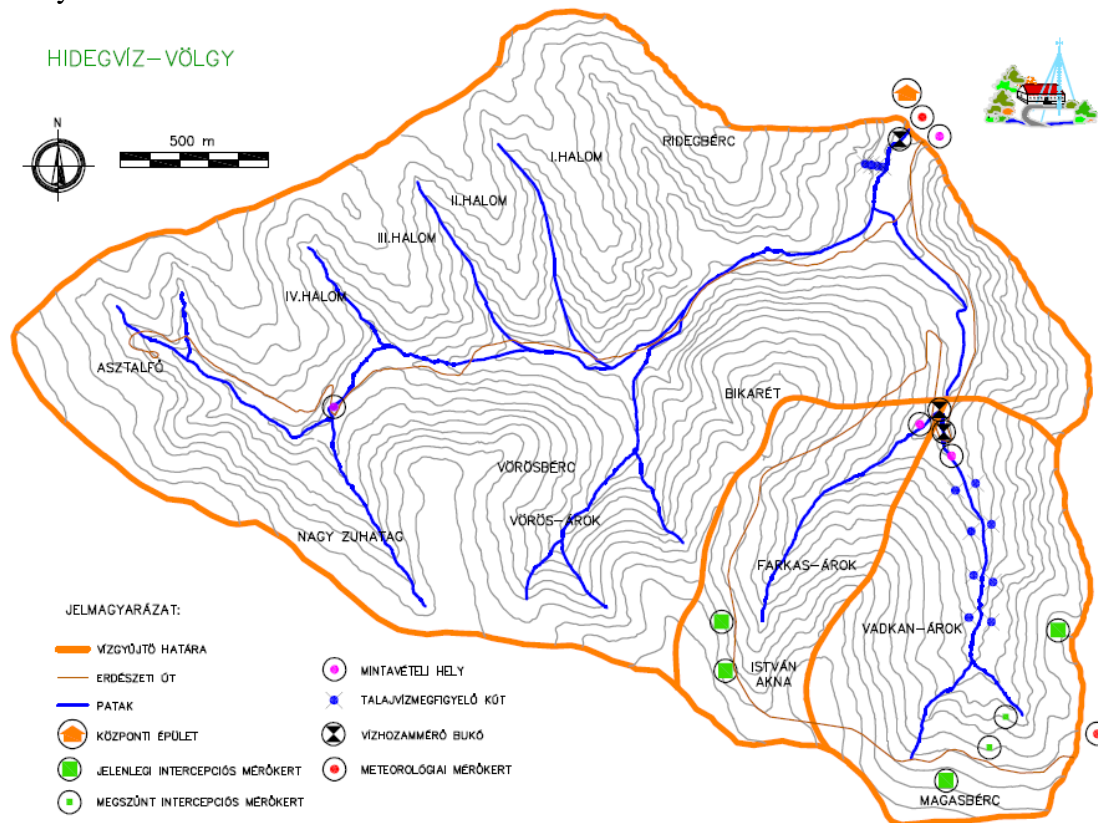 HIDEGVÍZ-VÖLGY
N
500 m
RIDEGBÉRC
I.HALOM
II.HALOM
III.HALOM
IV.HALOM
ASZTALFŐ
BIKARÉT
VÖRÖSBÉRC
VÖRÖS-ÁROK
NAGY ZUHATAG
FARKAS-ÁROK
VADKAN-ÁROK
ISTVÁN
AKNA
MAGASBÉRC
JELMAGYARÁZAT:
VÍZGYŰJTŐ HATÁRA
ERDÉSZETI ÚT
PATAK
KÖZPONTI ÉPÜLET
JELENLEGI INTERCEPCIÓS MÉRŐKERT
MEGSZŰNT INTERCEPCIÓS MÉRŐKERT
MINTAVÉTELI HELY
TALAJVÍZMEGFIGYELŐ KÚT
VÍZHOZAMMÉRŐ BUKÓ
METEOROLÓGIAI MÉRŐKERT